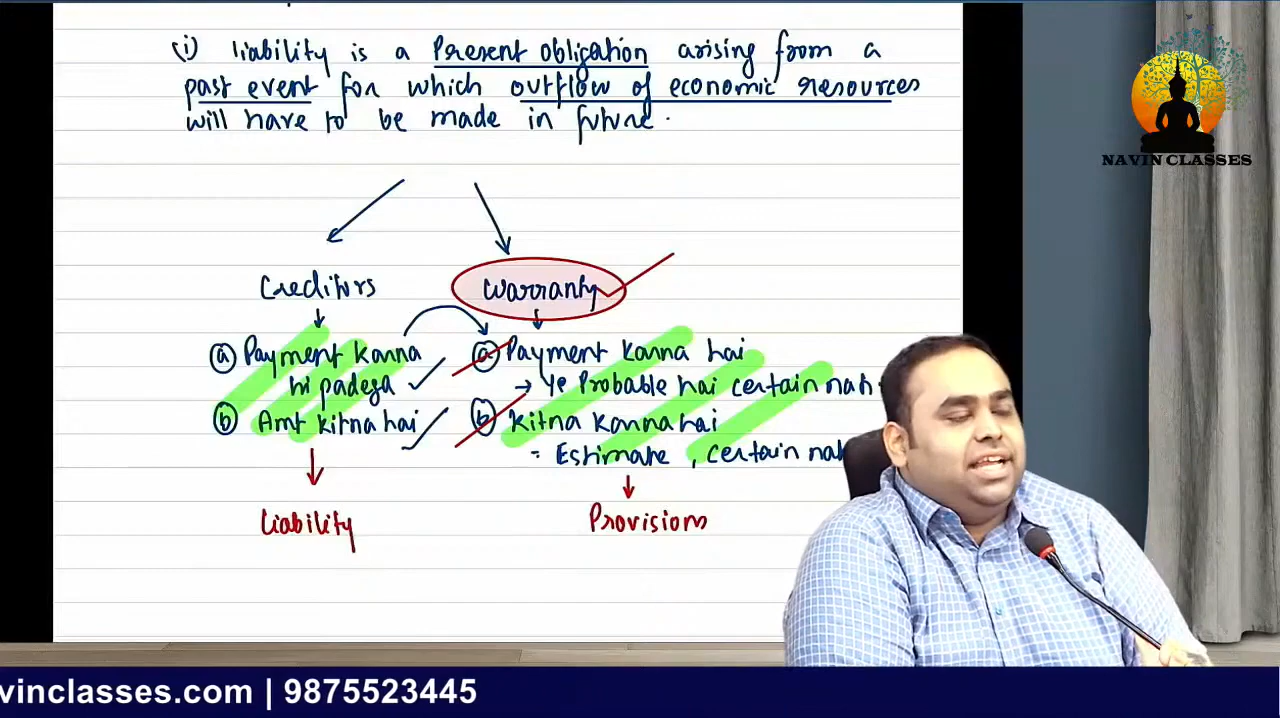 (i) liability is a Present obligation arising from a
past event for which outflow of economic resources
will have to be made in future.
NAVIN CLASSES
Creditors
Warranty
(a) Payment karna
hi padega
(b) Amt kitna hai
Liability
(a) Payment karna hai
→ Ye Probable hai certain nah
(b) Kitna karna hai
= Estimate, certain nah
Provisions
vinclasses.com | 9875523445